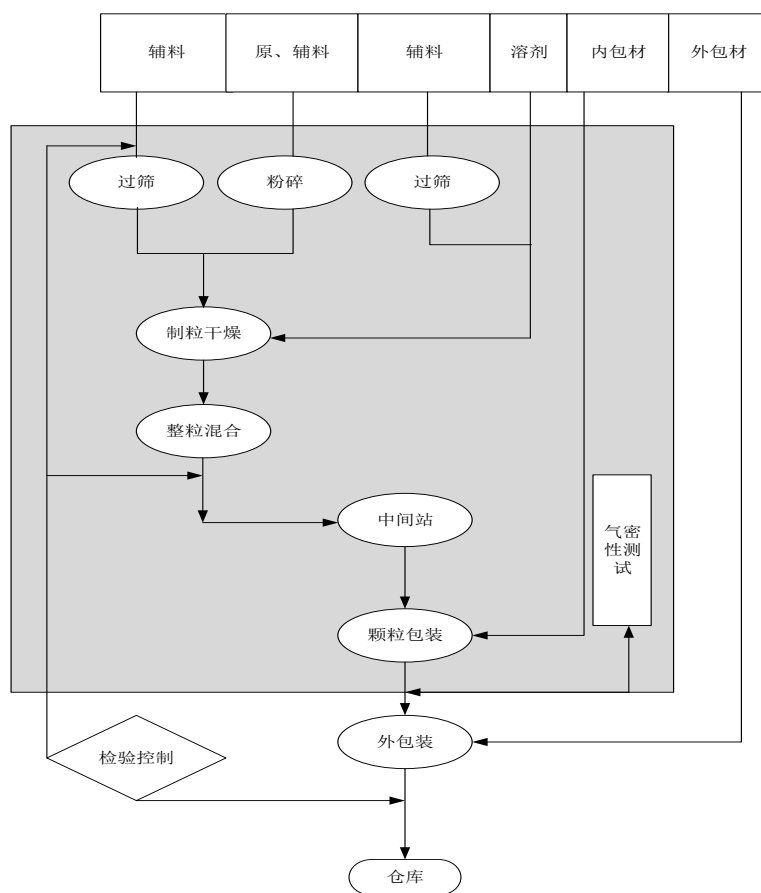 辅料
原、辅料
辅料
溶剂
内包材
外包材
过筛
粉碎
过筛
制粒干燥
整粒混合
中间站
气密
性测
试
颗粒包装
外包装
检验控制
仓库